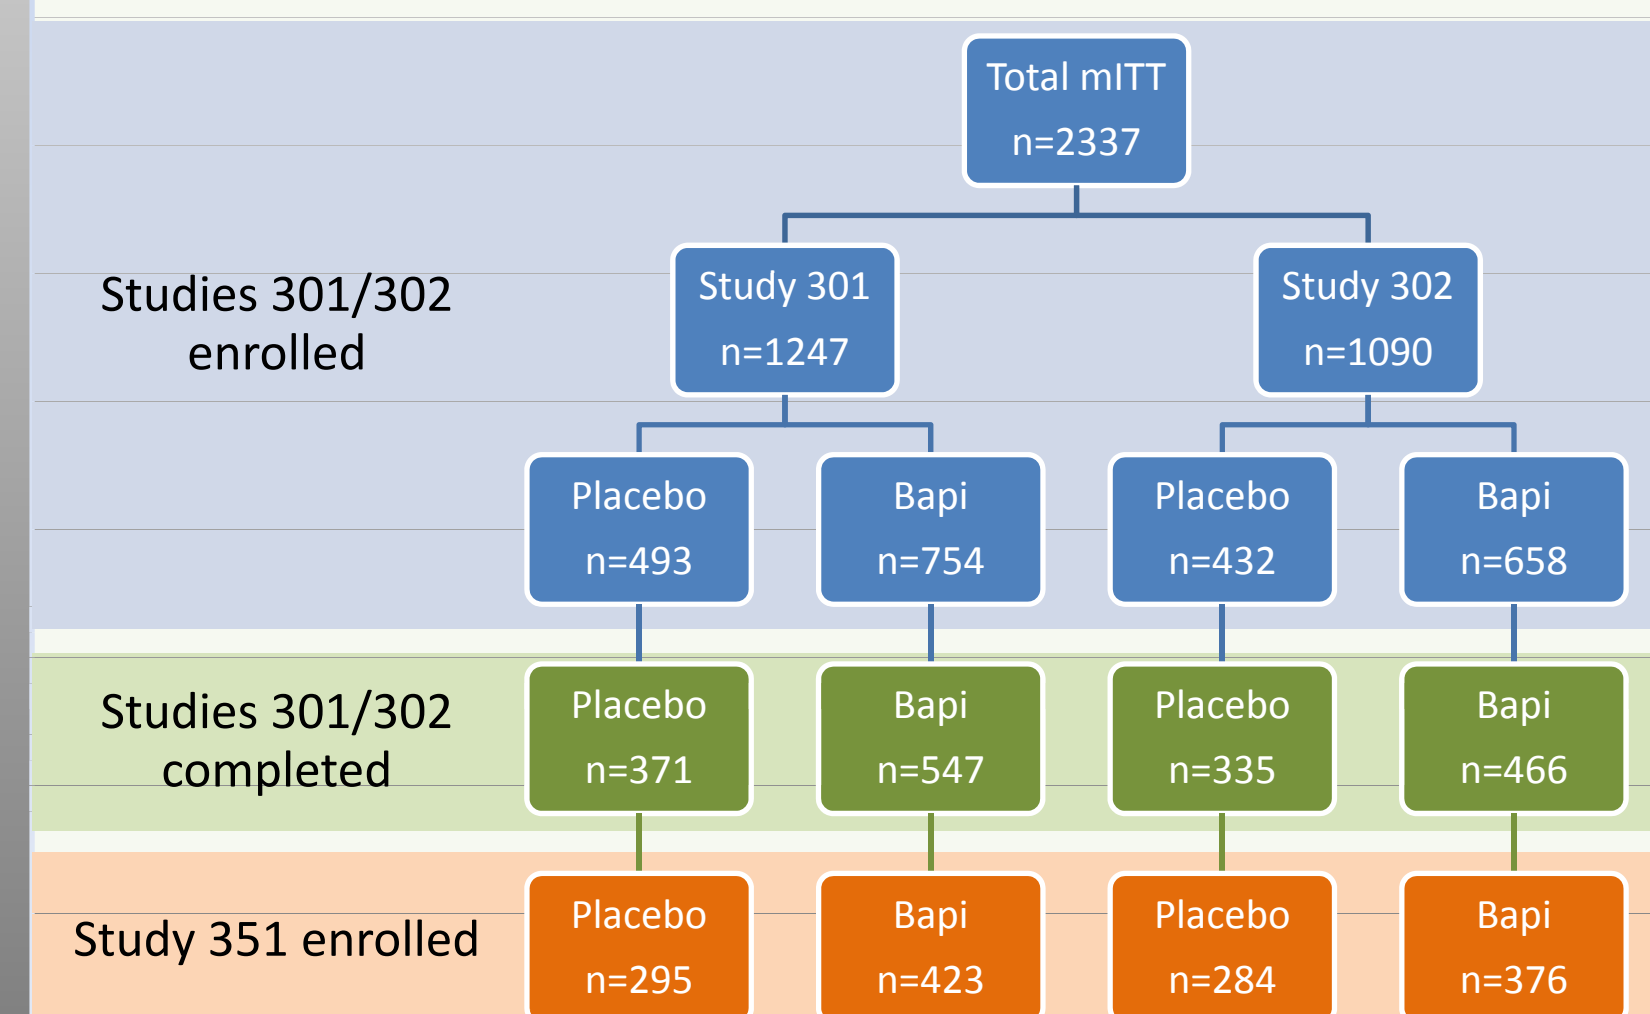 Total mITT
n=2337
Studies 301/302
enrolled
Study 301
n=1247
Study 302
n=1090
Placebo
n=493
Bapi
n=754
Placebo
n=432
Bapi
n=658
Studies 301/302
completed
Placebo
n=371
Bapi
n=547
Placebo
n=335
Bapi
n=466
Study 351 enrolled
Placebo
n=295
Bapi
n=423
Placebo
n=284
Bapi
n=376